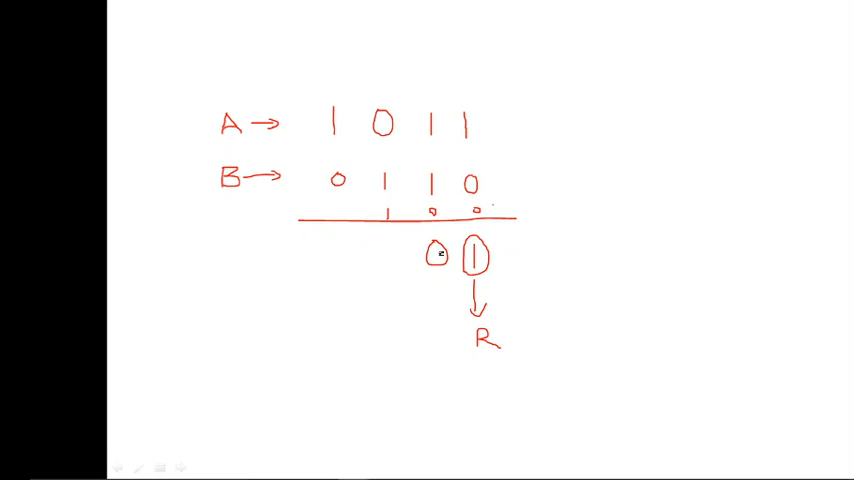 A → 1 0 1 1
B → 0 1 1 0
1 0 0
0 1
R